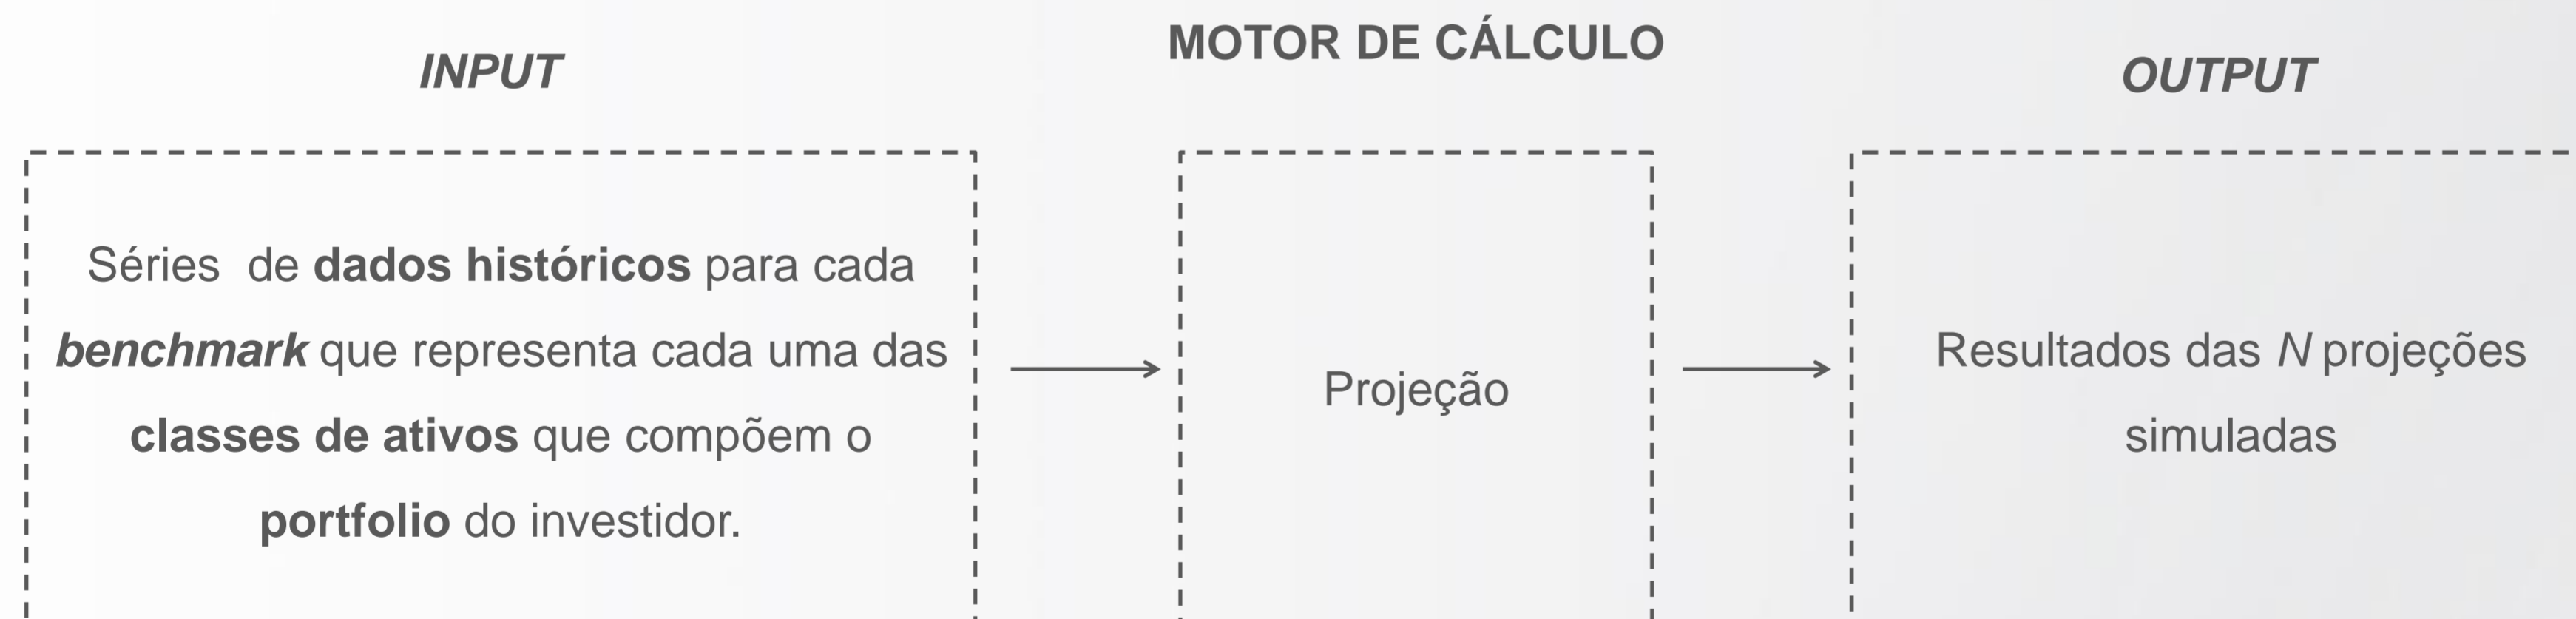 INPUT
Séries de dados históricos para cada
benchmark que representa cada uma das
classes de ativos que compõem o
portfolio do investidor.
MOTOR DE CÁLCULO
Projeção
OUTPUT
Resultados das N projeções
simuladas